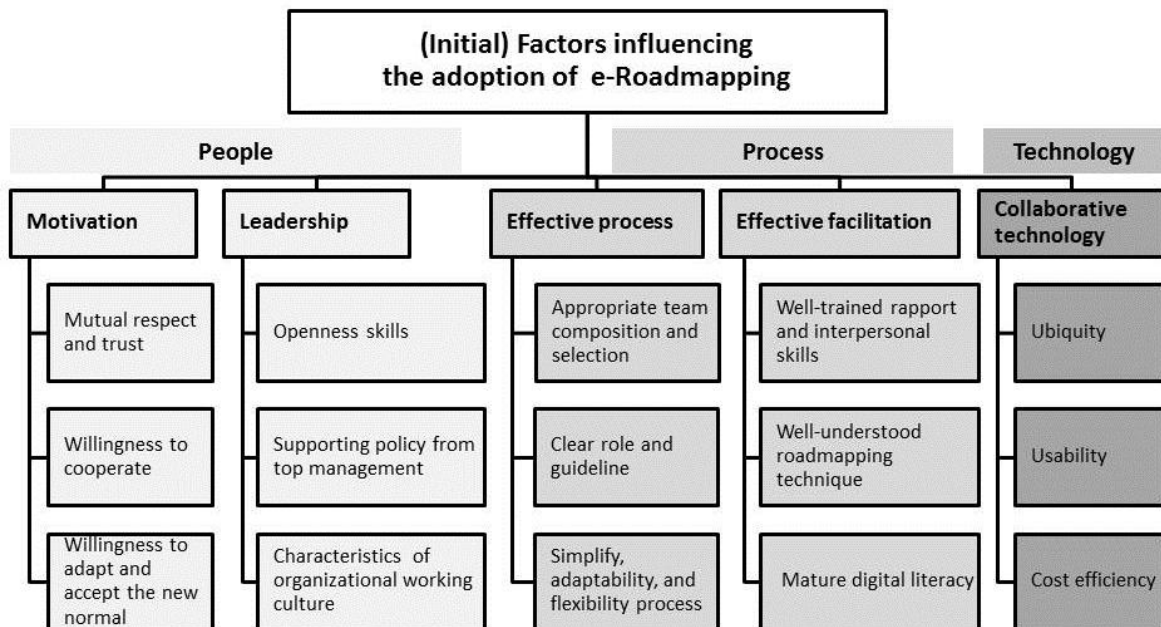 (Initial) Factors influencing
the adoption of e-Roadmapping
People
Process
Technology
Motivation
Leadership
Effective process
Effective facilitation
Collaborative
technology
Mutual respect
and trust
Openness skills
Appropriate team
composition and
selection
Well-trained rapport
and interpersonal
skills
Ubiquity
Willingness to
cooperate
Supporting policy from
top management
Clear role and
guideline
Well-understood
roadmapping
technique
Usability
Willingness to
adapt and
accept the new
normal
Characteristics of
organizational working
culture
Simplify,
adaptability, and
flexibility process
Mature digital literacy
Cost efficiency